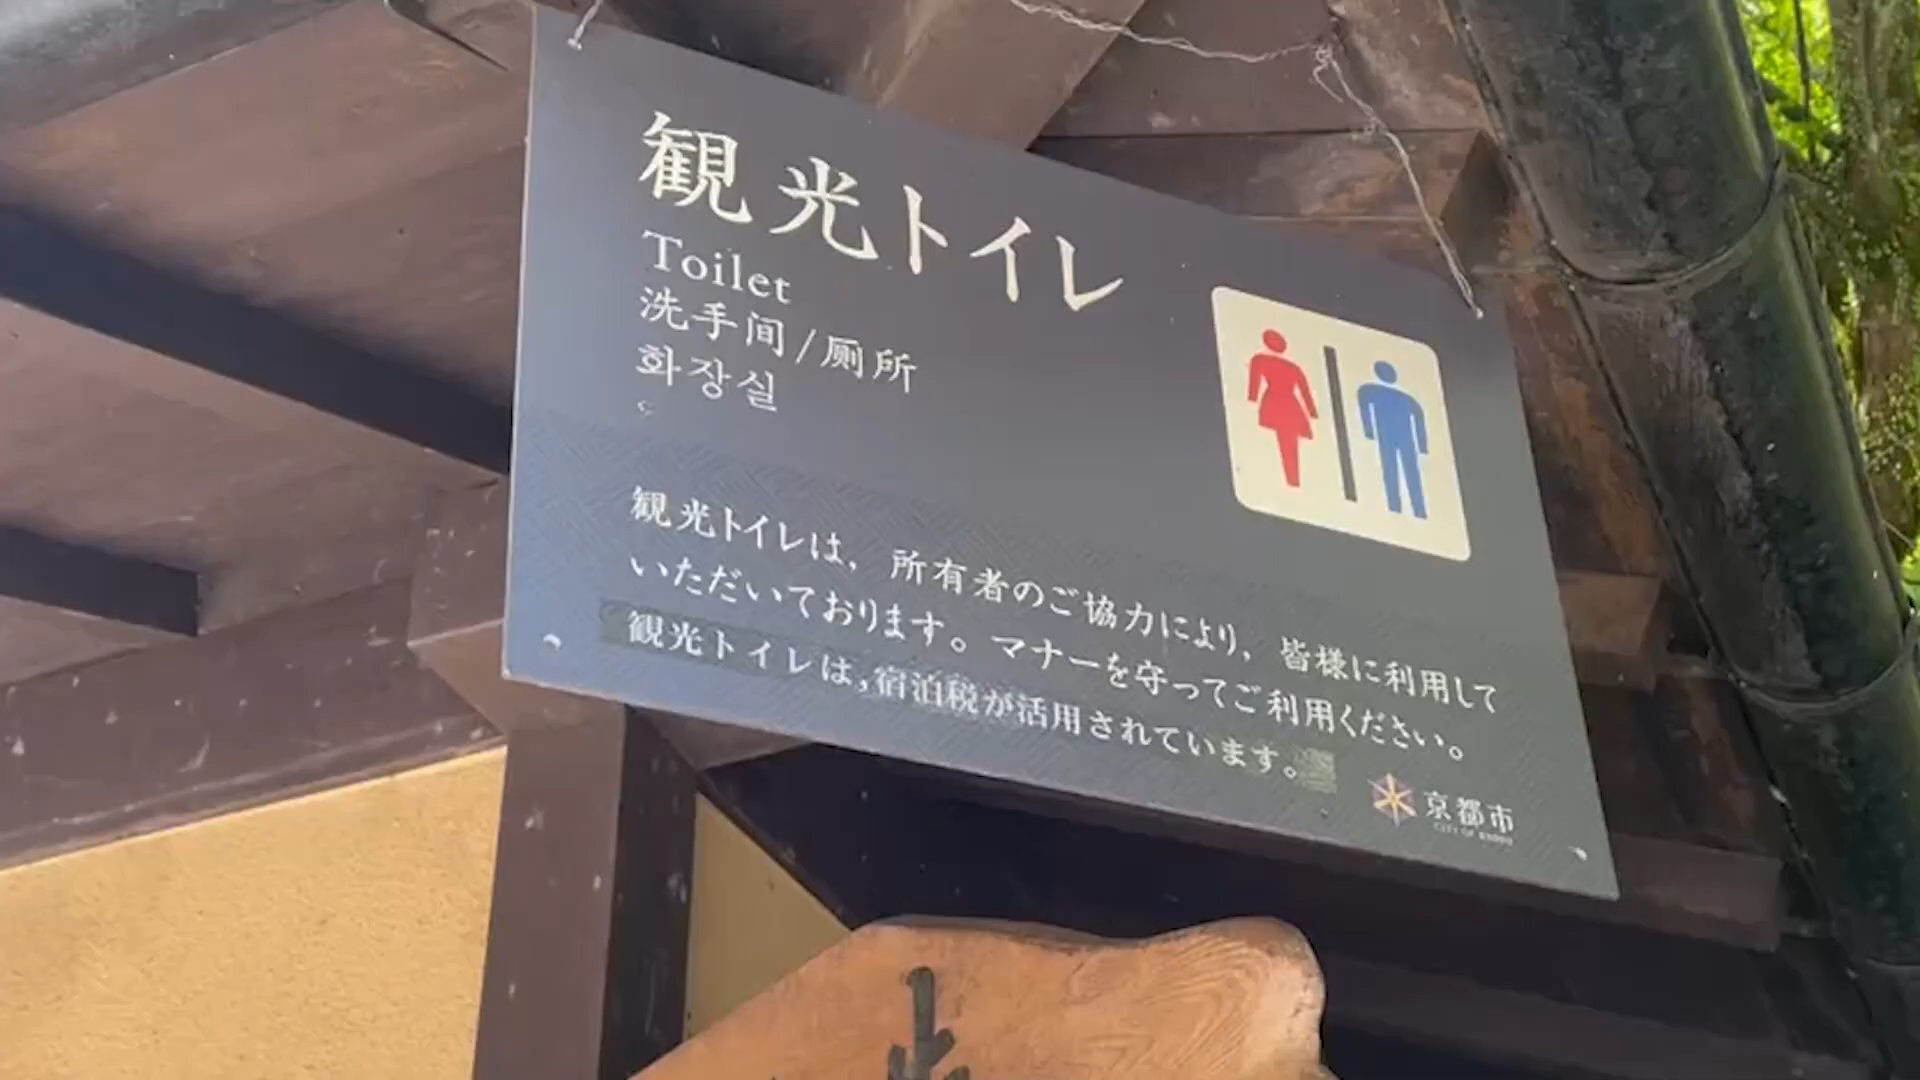 観光トイレ
Toilet
洗手间/厕所
화장실
観光トイレは，所有者のご協力により，皆様に利用して
いただいております。マナーを守ってご利用ください。
観光トイレは，宿泊税が活用されています。
京都市
CITY OF KYOTO